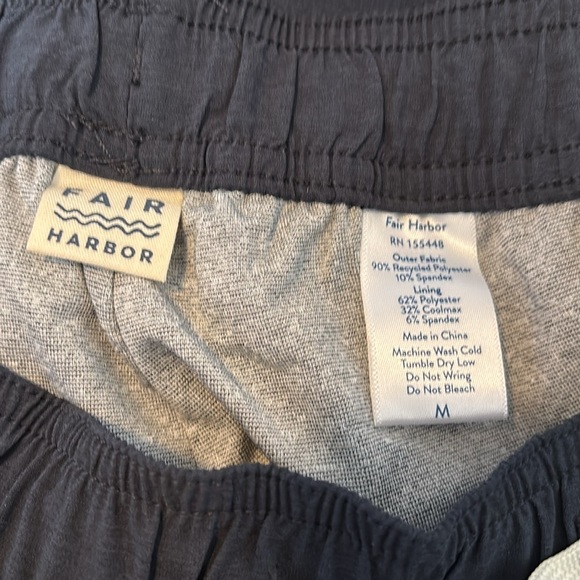 FAIR
HARBOR
Fair Harbor
RN 155448
Outer Fabric
90% Recycled Polyester
10% Spandex
Lining
62% Polyester
32% Coolmax
6% Spandex
Made in China
Machine Wash Cold
Tumble Dry Low
Do Not Wring
Do Not Bleach
M